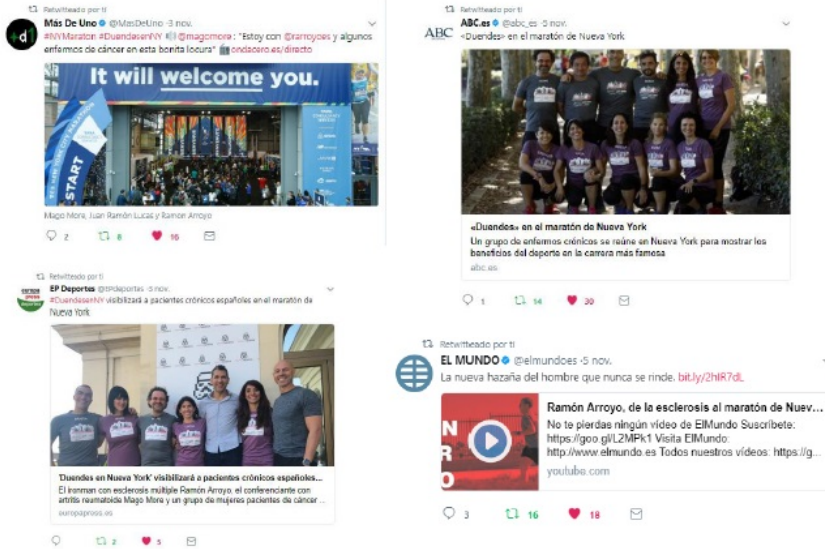 Retwitteado por ti
Más De Uno @MasDeUno · 3 nov.
#NYMaraton #DuendesenNY @magomore : "Estoy con @rarroyoes y algunos
enfermos de cáncer en esta bonita locura" ondacero.es/directo
+d1
It will welcome you.
START
Mago More, Juan Ramón Lucas y Ramon Arroyo
2 8 16
Retwitteado por ti
ABC.es @abc_es · 5 nov.
ABC
«Duendes» en el maratón de Nueva York
«Duendes» en el maratón de Nueva York
Un grupo de enfermos crónicos se reúne en Nueva York para mostrar los
beneficios del deporte en la carrera más famosa
abc.es
1 14 30
Retwitteado por ti
EP Deportes @EPdeportes · 3 nov.
europa
press
deportes
#DuendesenNY visibilizará a pacientes crónicos españoles en el maratón de
Nueva York
'Duendes en Nueva York' visibilizará a pacientes crónicos españoles...
El ironman con esclerosis múltiple Ramón Arroyo, el conferenciante con
artritis reumatoide Mago More y un grupo de mujeres pacientes de cáncer ...
europapress.es
2 5
Retwitteado por ti
EL MUNDO @elmundoes · 5 nov.
La nueva hazaña del hombre que nunca se rinde. bit.ly/2hIR7dL
Ramón Arroyo, de la esclerosis al maratón de Nuev...
No te pierdas ningún vídeo de ElMundo Suscríbete:
https://goo.gl/L2MPk1 Visita ElMundo:
http://www.elmundo.es Todos nuestros vídeos: https://g...
youtube.com
3 16 18